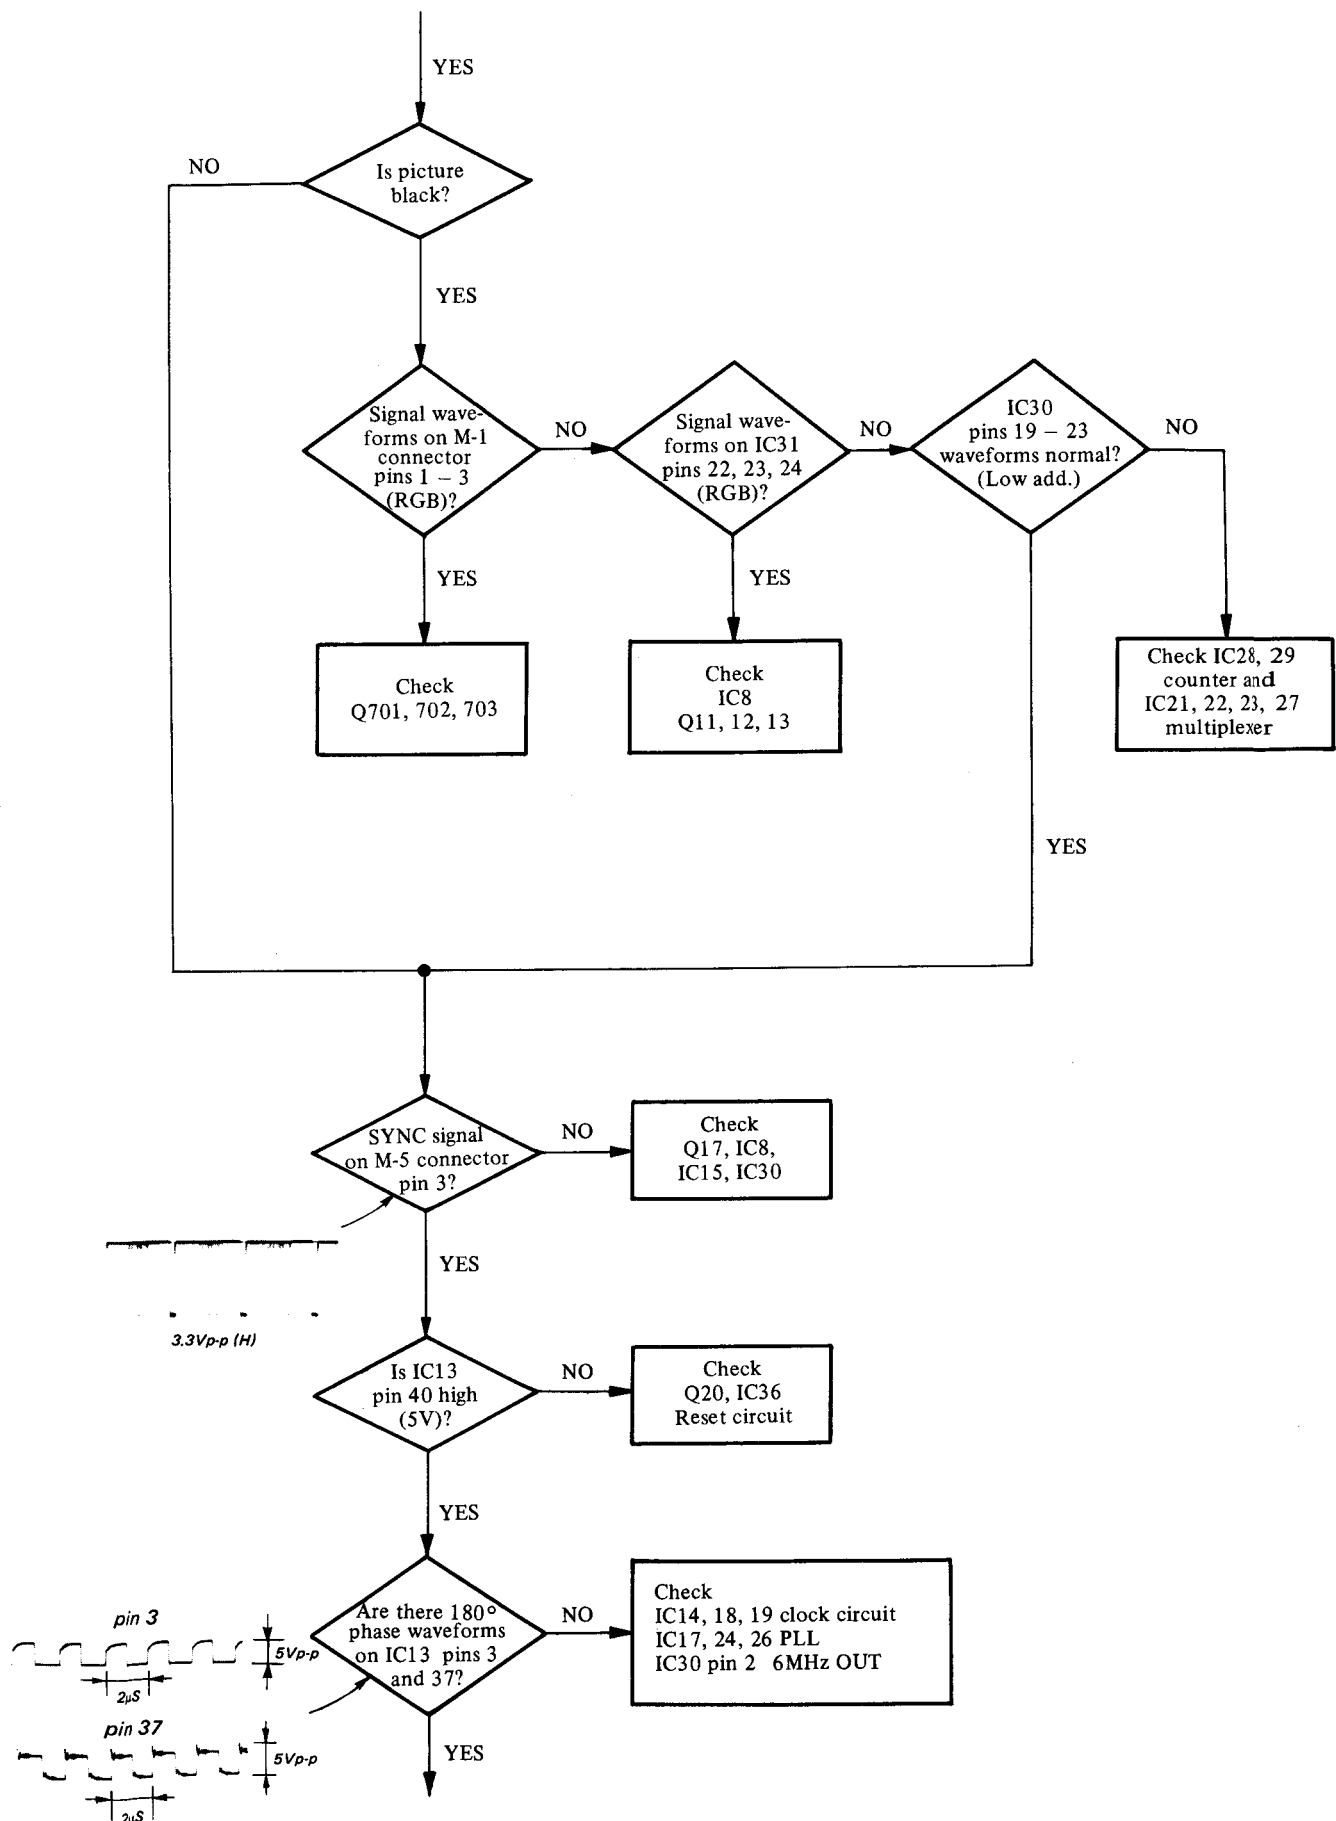 YES
NO
Is picture
black?
YES
Signal wave-
forms on M-1
connector
pins 1 – 3
(RGB)?
NO
Signal wave-
forms on IC31
pins 22, 23, 24
(RGB)?
NO
IC30
pins 19 – 23
waveforms normal?
(Low add.)
NO
YES
YES
Check
Q701, 702, 703
Check
IC8
Q11, 12, 13
Check IC28, 29
counter and
IC21, 22, 23, 27
multiplexer
YES
SYNC signal
on M-5 connector
pin 3?
NO
Check
Q17, IC8,
IC15, IC30
3.3Vp-p (H)
YES
Is IC13
pin 40 high
(5V)?
NO
Check
Q20, IC36
Reset circuit
YES
Are there 180°
phase waveforms
on IC13 pins 3
and 37?
NO
Check
IC14, 18, 19 clock circuit
IC17, 24, 26 PLL
IC30 pin 2 6MHz OUT
pin 3
5Vp-p
2µS
pin 37
5Vp-p
2µS
YES